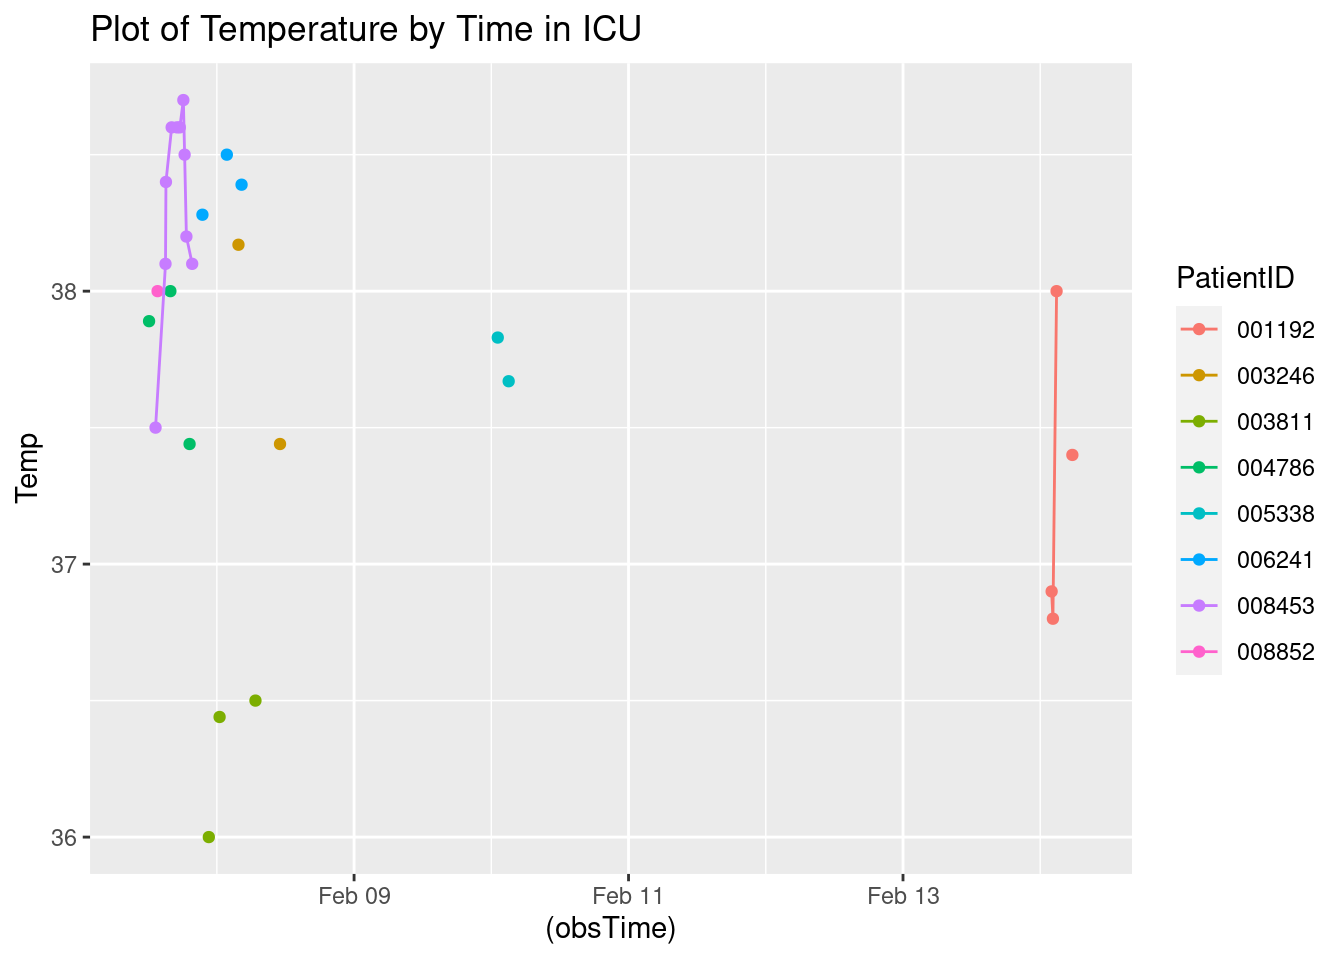 Plot of Temperature by Time in ICU
Temp
38
37
36
Feb 09
Feb 11
Feb 13
(obsTime)
PatientID
001192
003246
003811
004786
005338
006241
008453
008852